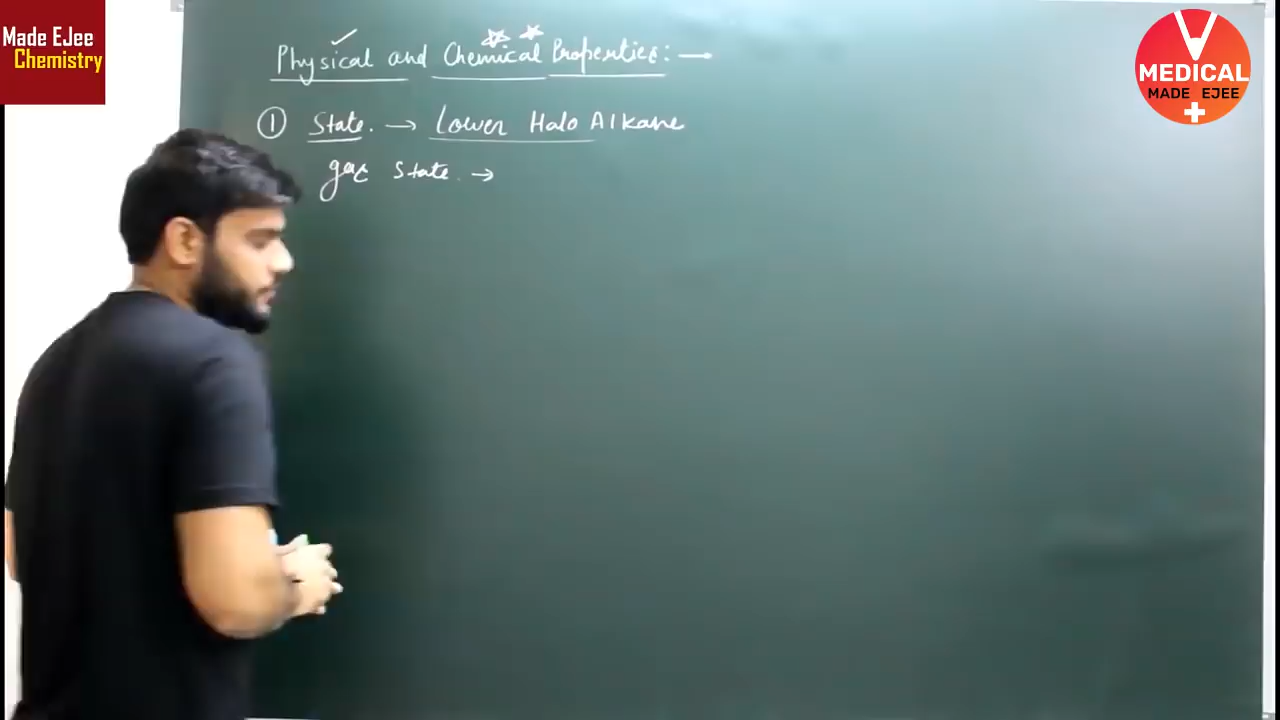 Made EJee
Chemistry
MEDICAL
MADE EJEE
Physical and Chemical Properties:—
① State. → Lower Halo Alkane
gas State. →